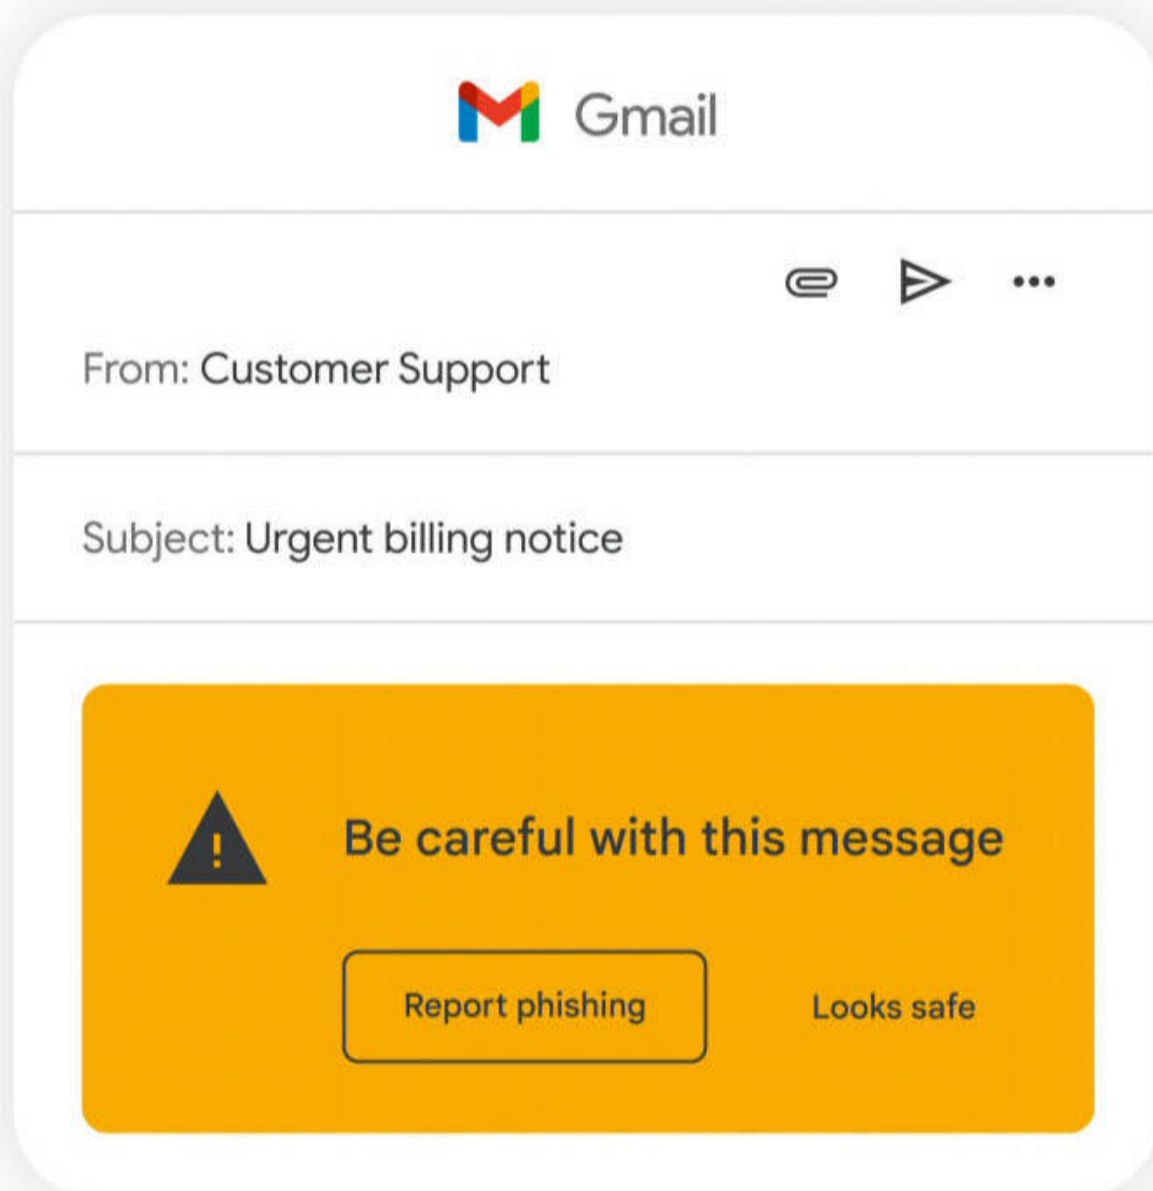 Gmail
From: Customer Support
Subject: Urgent billing notice
Be careful with this message
Report phishing Looks safe